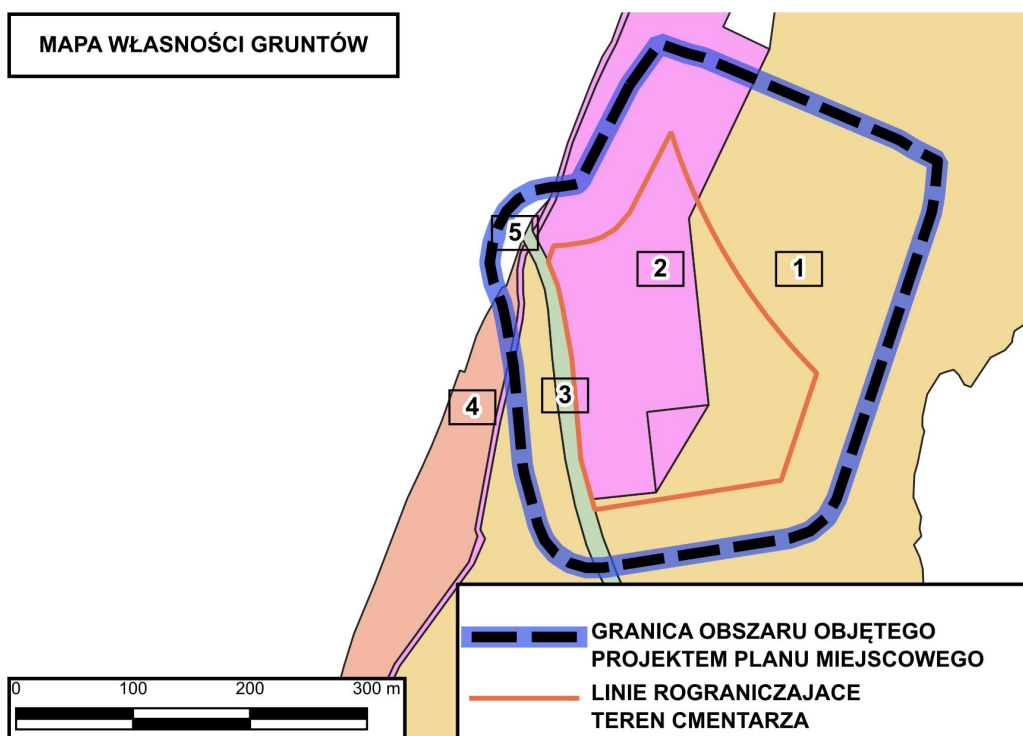 MAPA WŁASNOŚCI GRUNTÓW
5
2
1
3
4
GRANICA OBSZARU OBJĘTEGO
PROJEKTEM PLANU MIEJSCOWEGO
LINIE ROGRANICZAJACE
TEREN CMENTARZA
0 100 200 300 m